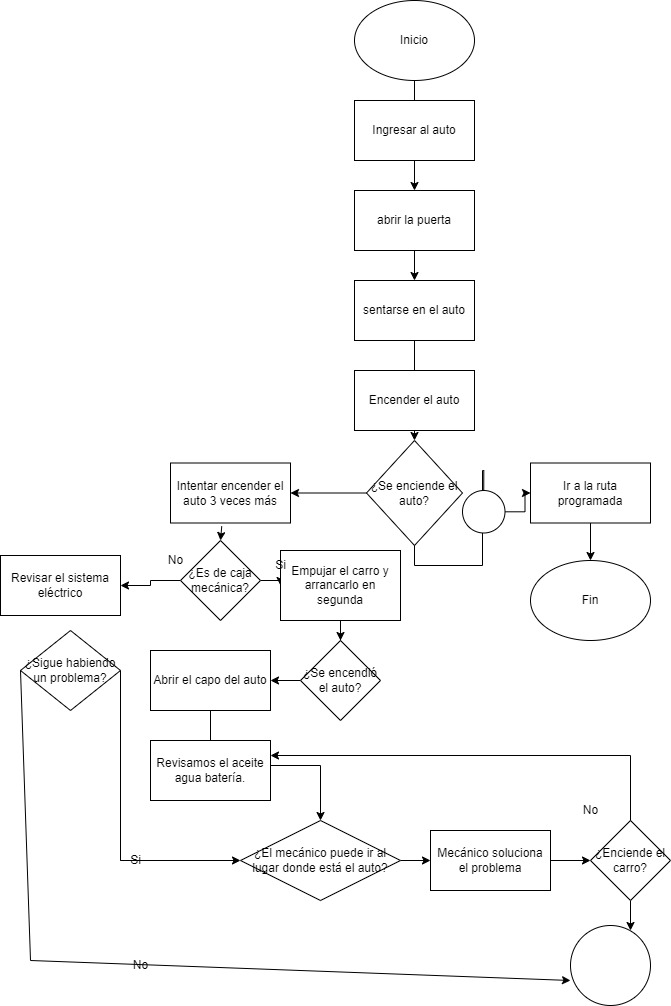 Inicio
Ingresar al auto
abrir la puerta
sentarse en el auto
Encender el auto
¿Se enciende el
auto?
Intentar encender el
auto 3 veces más
Ir a la ruta
programada
No
¿Es de caja
mecánica?
Si
Empujar el carro y
arrancarlo en
segunda
Revisar el sistema
eléctrico
Fin
¿Sigue habiendo
un problema?
Abrir el capo del auto
¿Se encendió
el auto?
Revisamos el aceite
agua batería.
No
Si
¿El mecánico puede ir al
lugar donde está el auto?
Mecánico soluciona
el problema
¿Enciende el
carro?
No